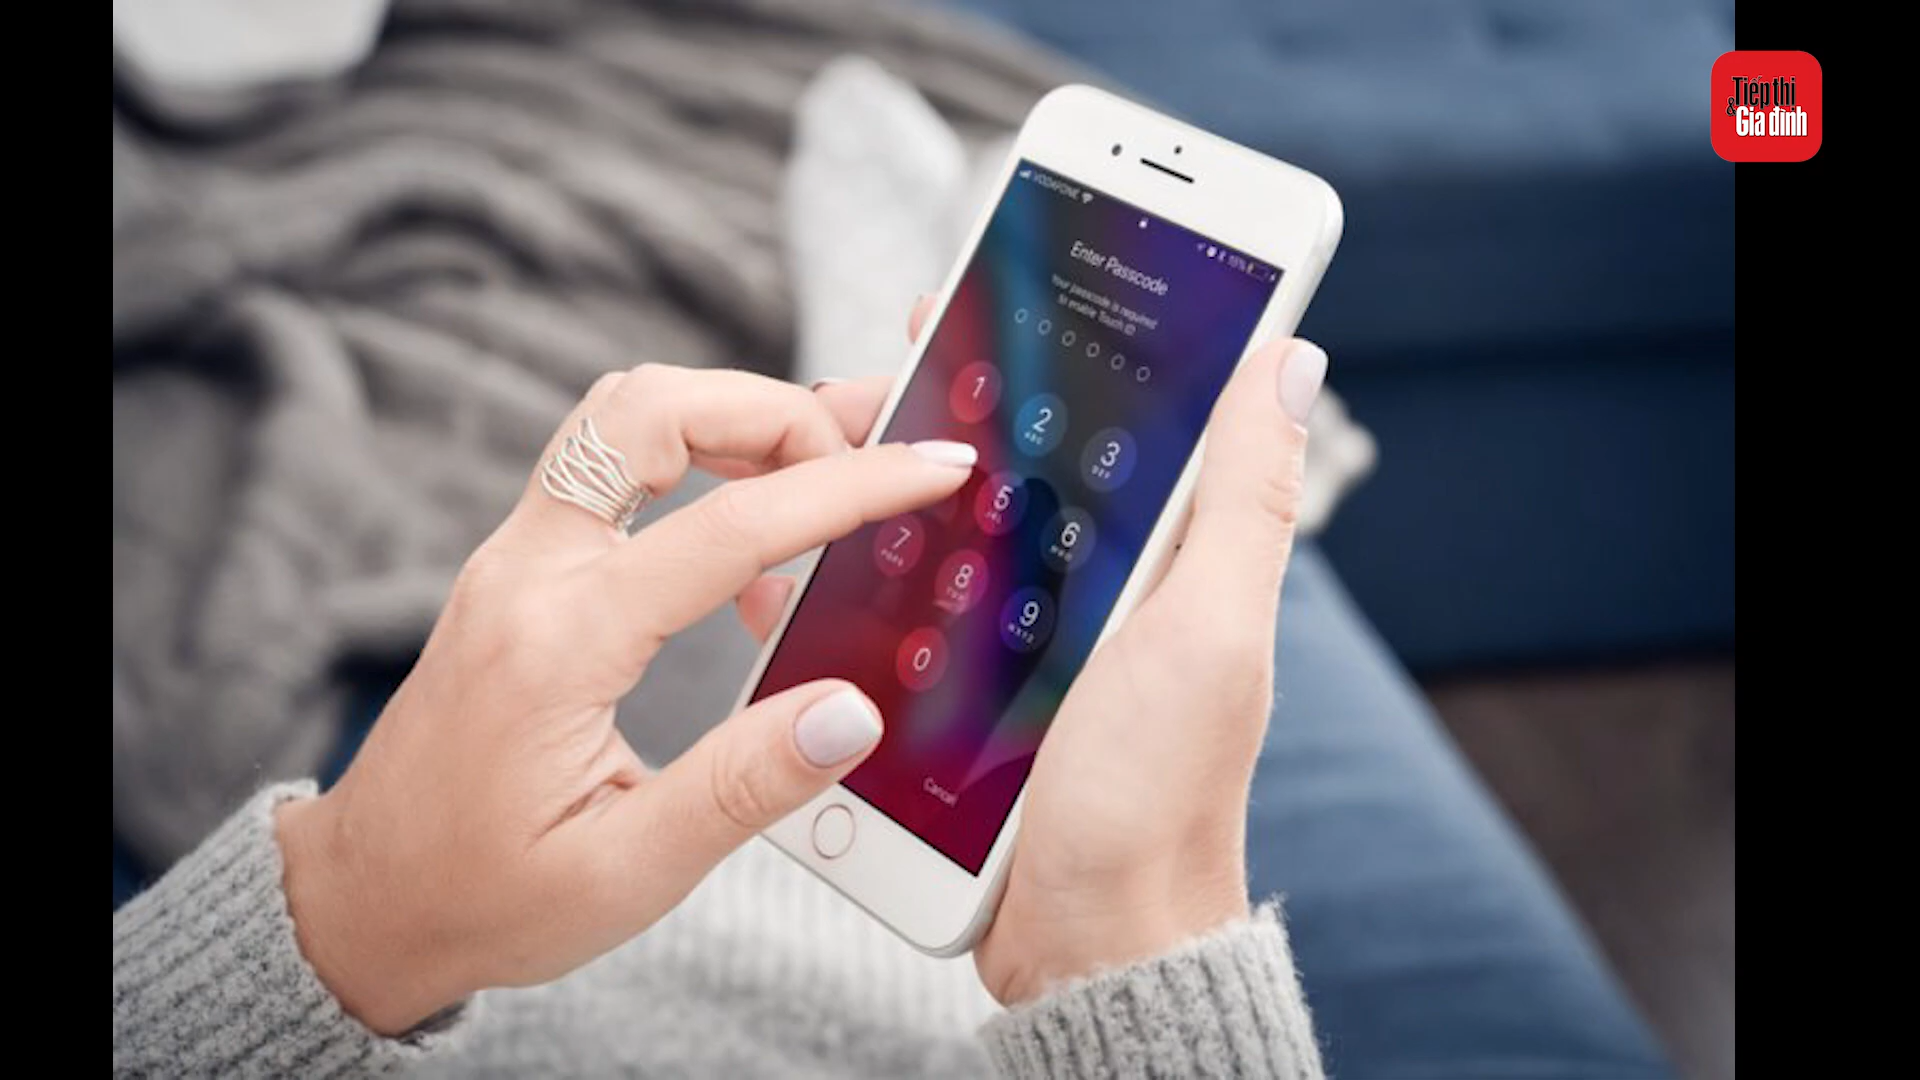 Tiếp thị
& Gia đình
VODAFONE
15%
Enter Passcode
Your passcode is required
to enable Touch ID
1
2
ABC
3
DEF
5
JKL
6
MNO
7
PQRS
8
TUV
9
WXYZ
0
Cancel